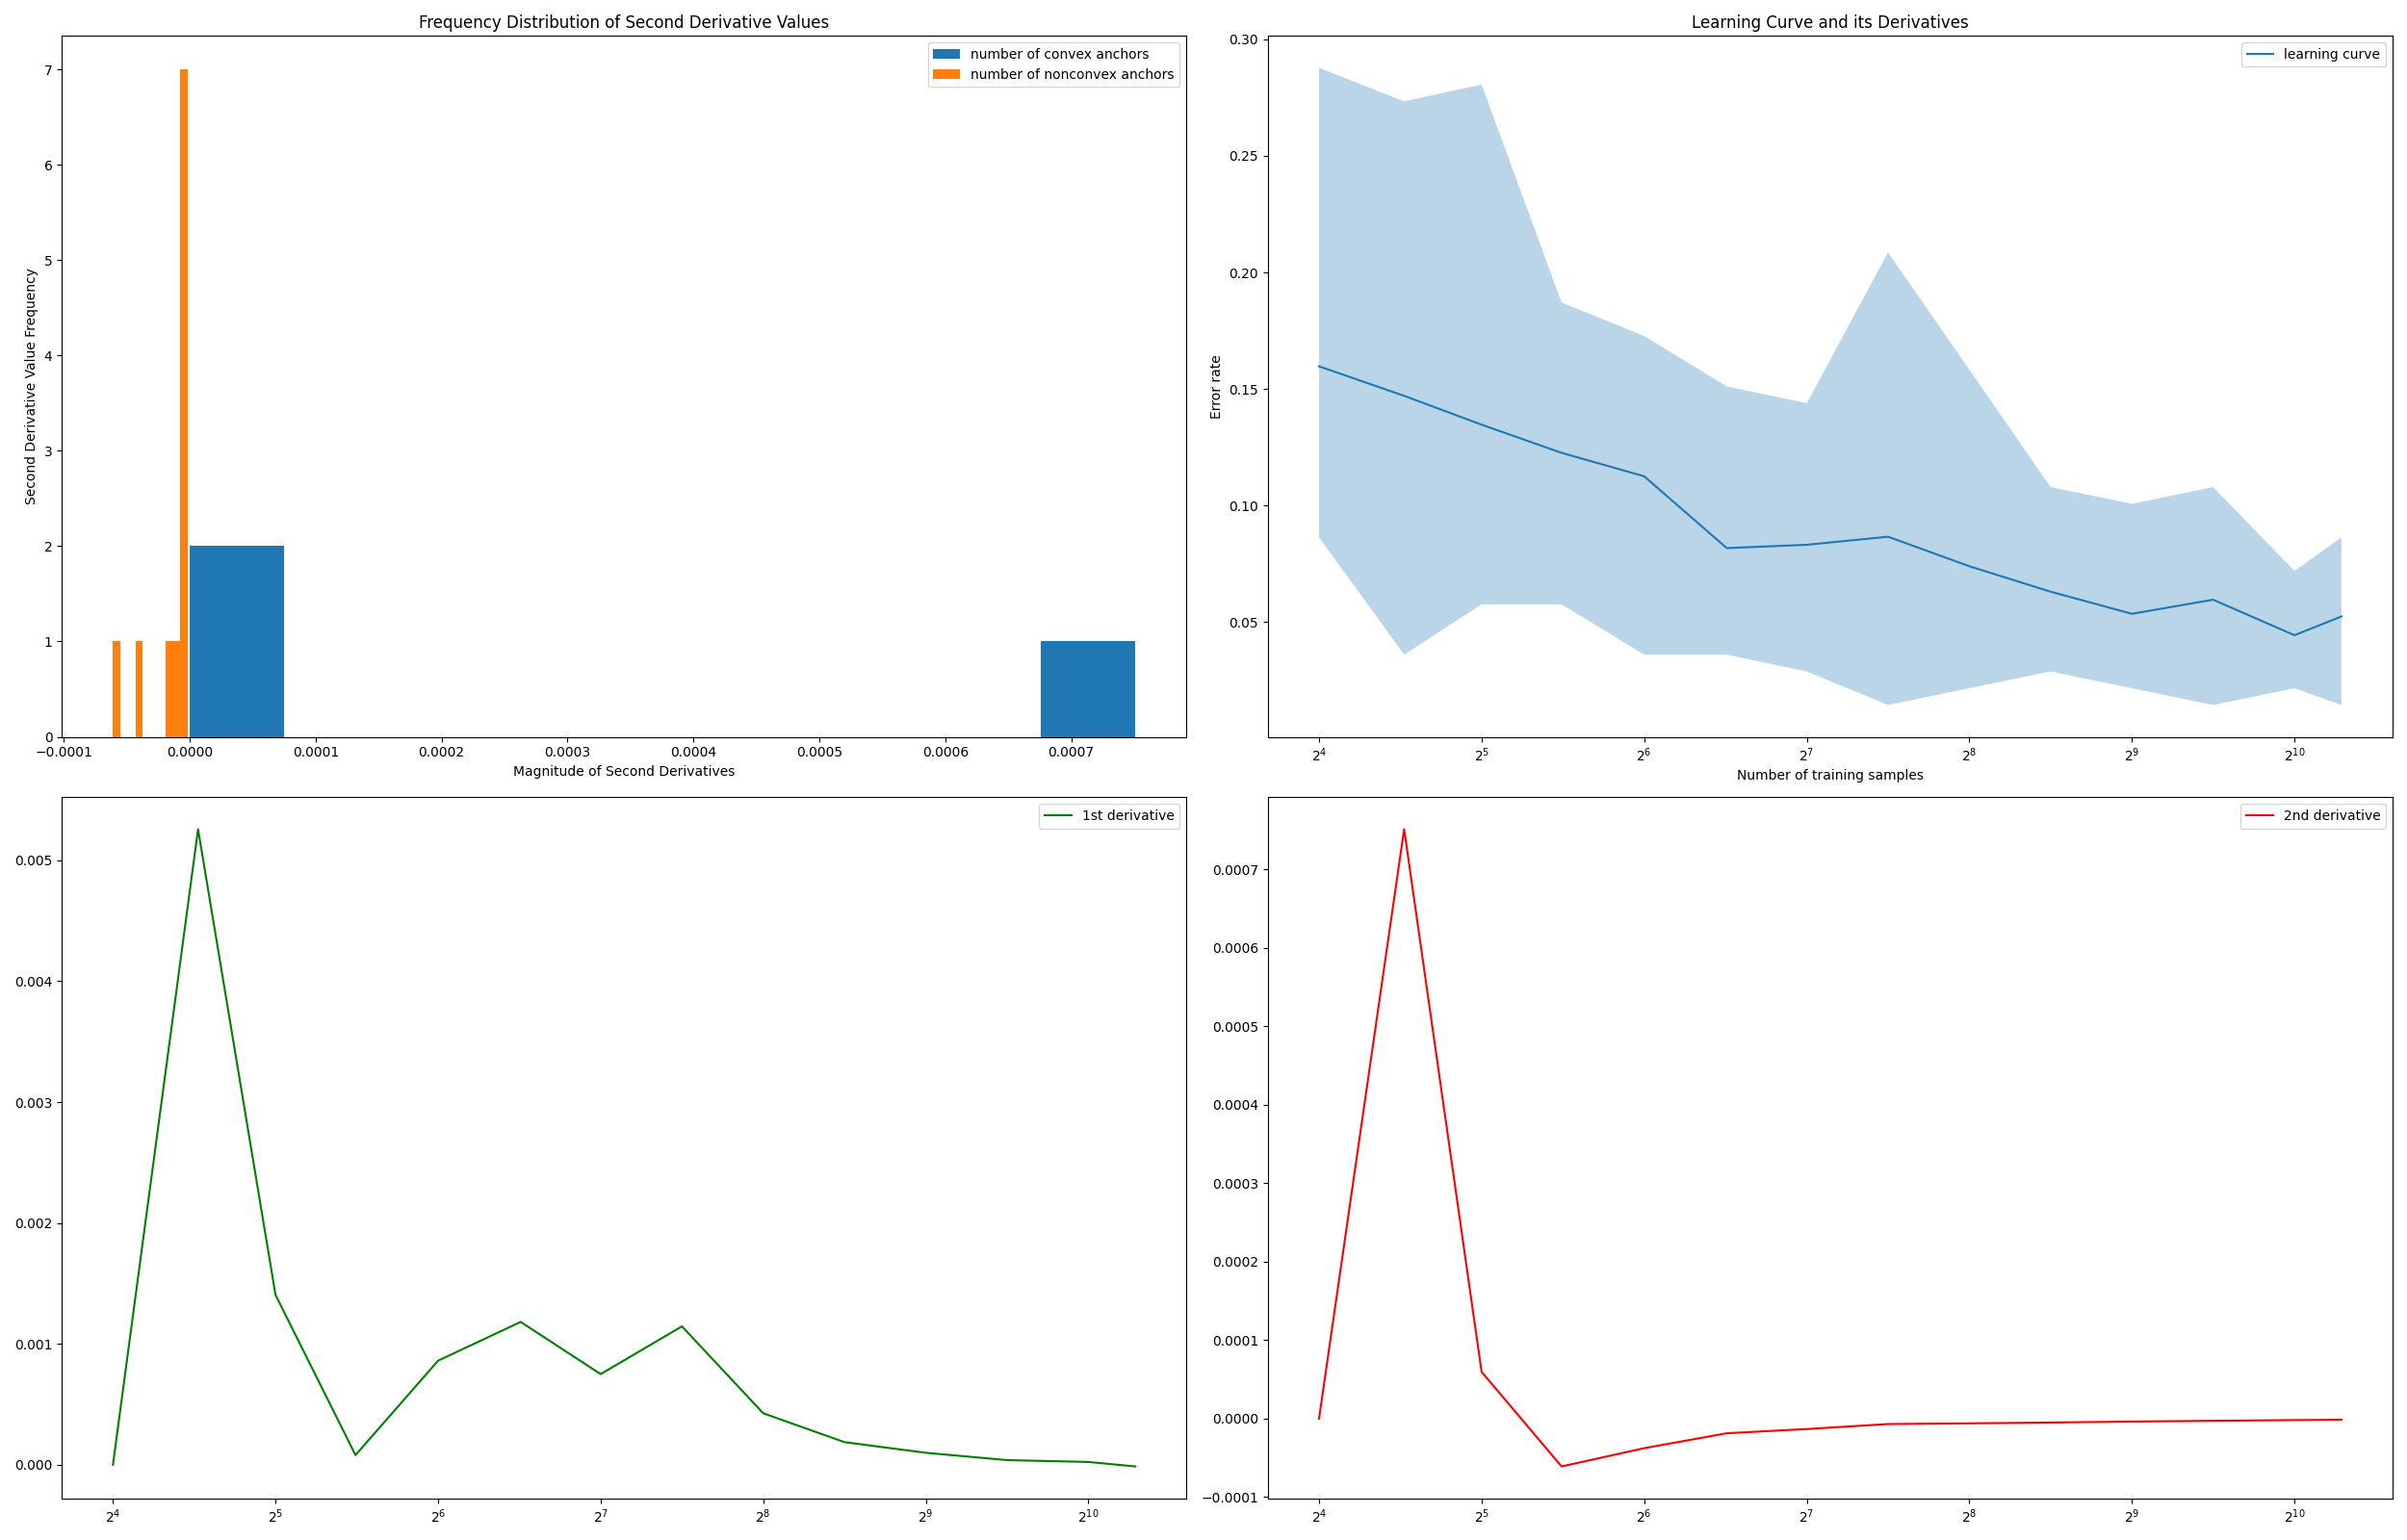 Frequency Distribution of Second Derivative Values
number of convex anchors
number of nonconvex anchors
7
6
5
4
3
2
1
0
Second Derivative Value Frequency
−0.0001 0.0000 0.0001 0.0002 0.0003 0.0004 0.0005 0.0006 0.0007
Magnitude of Second Derivatives
Learning Curve and its Derivatives
learning curve
0.30
0.25
0.20
0.15
0.10
0.05
Error rate
2⁴ 2⁵ 2⁶ 2⁷ 2⁸ 2⁹ 2¹⁰
Number of training samples
1st derivative
0.005
0.004
0.003
0.002
0.001
0.000
2⁴ 2⁵ 2⁶ 2⁷ 2⁸ 2⁹ 2¹⁰
2nd derivative
0.0007
0.0006
0.0005
0.0004
0.0003
0.0002
0.0001
0.0000
−0.0001
2⁴ 2⁵ 2⁶ 2⁷ 2⁸ 2⁹ 2¹⁰